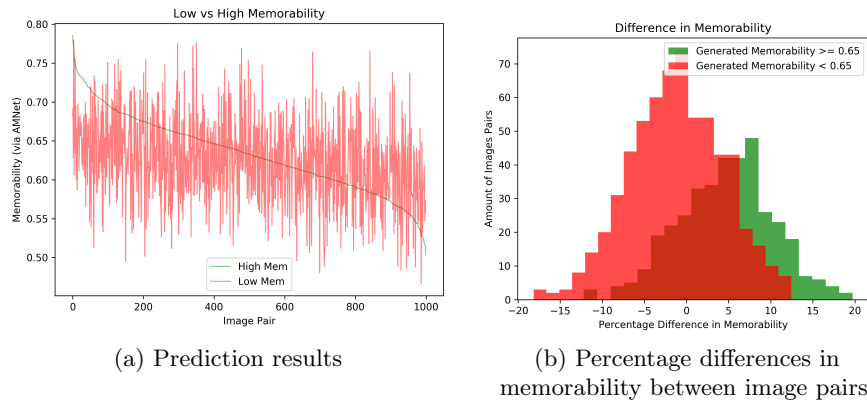 Low vs High Memorability
0.80
0.75
0.70
0.65
0.60
0.55
0.50
Memorability (via AMNet)
High Mem
Low Mem
0 200 400 600 800 1000
Image Pair
(a) Prediction results
Difference in Memorability
Generated Memorability >= 0.65
Generated Memorability < 0.65
70
60
50
40
30
20
10
0
Amount of Images Pairs
−20 −15 −10 −5 0 5 10 15 20
Percentage Difference in Memorability
(b) Percentage differences in
memorability between image pairs